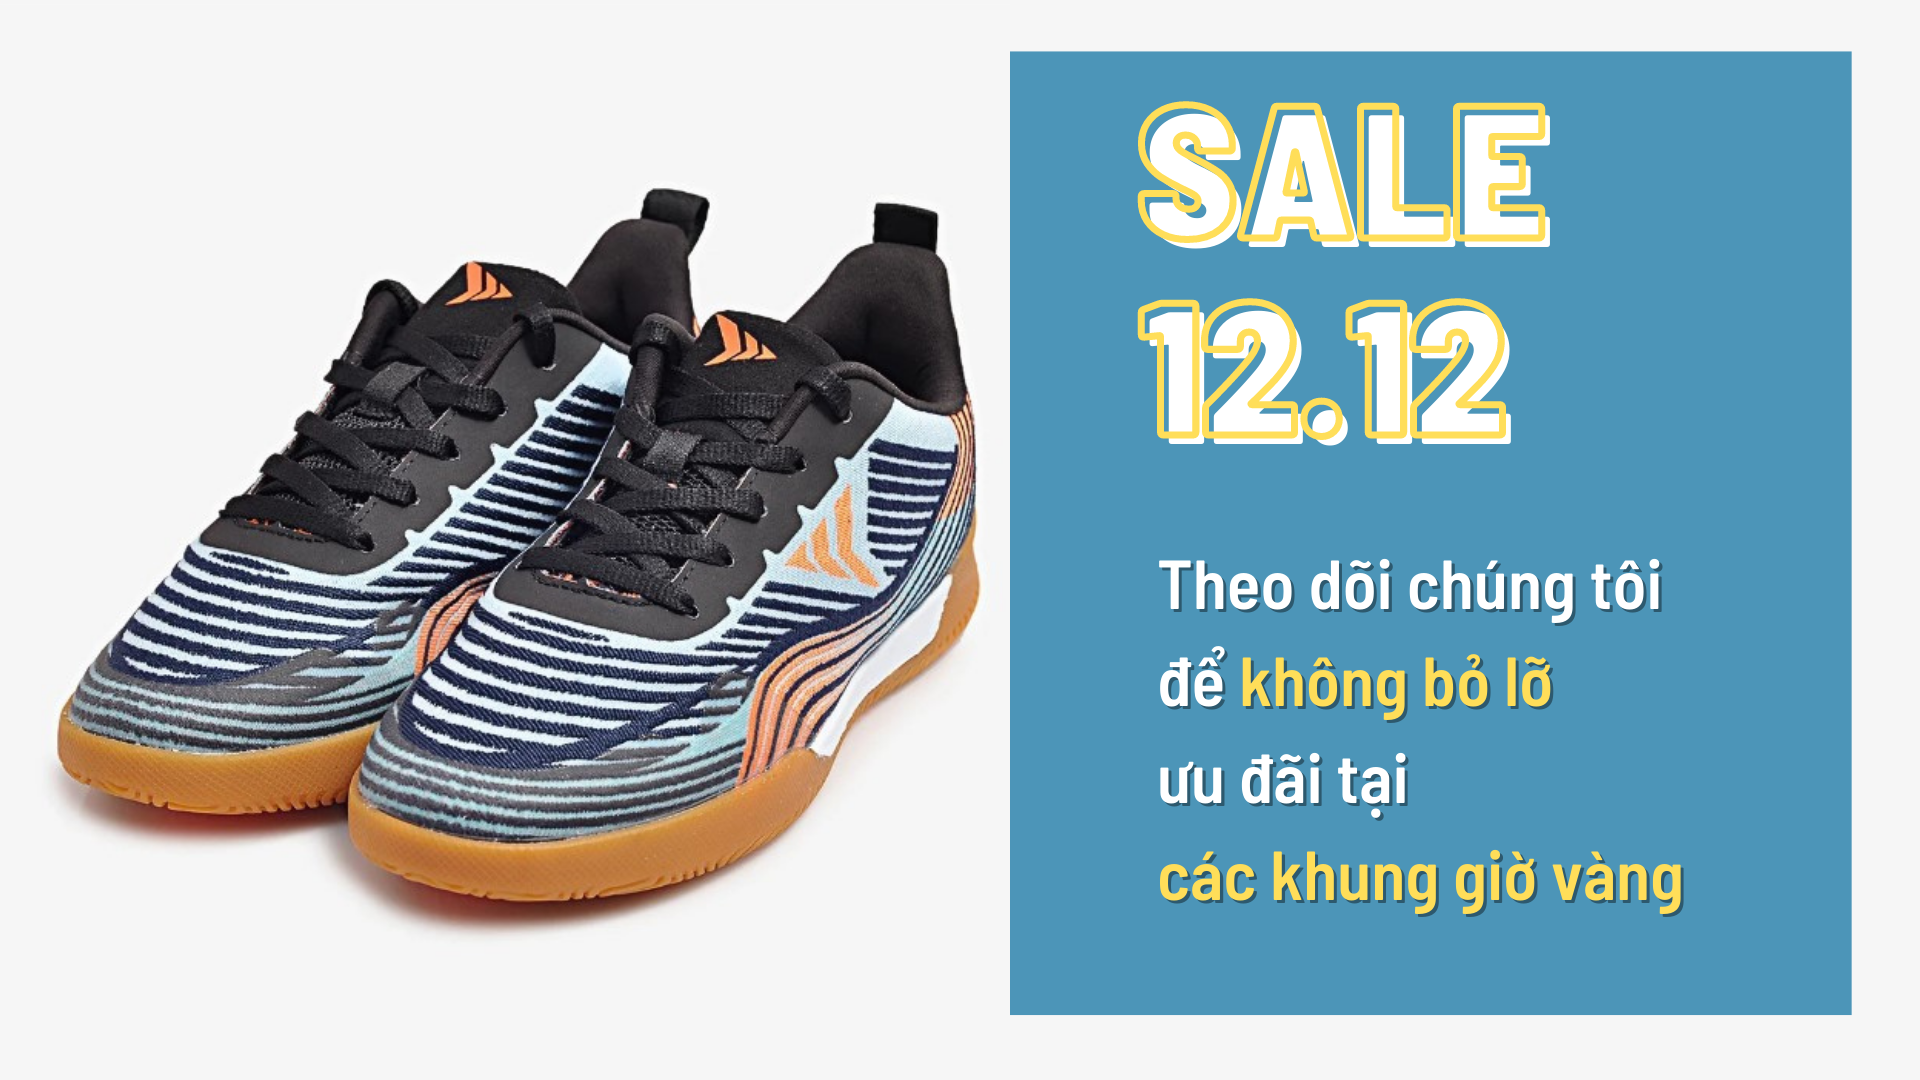 SALE
12.12
Theo dõi chúng tôi
để không bỏ lỡ
ưu đãi tại
các khung giờ vàng